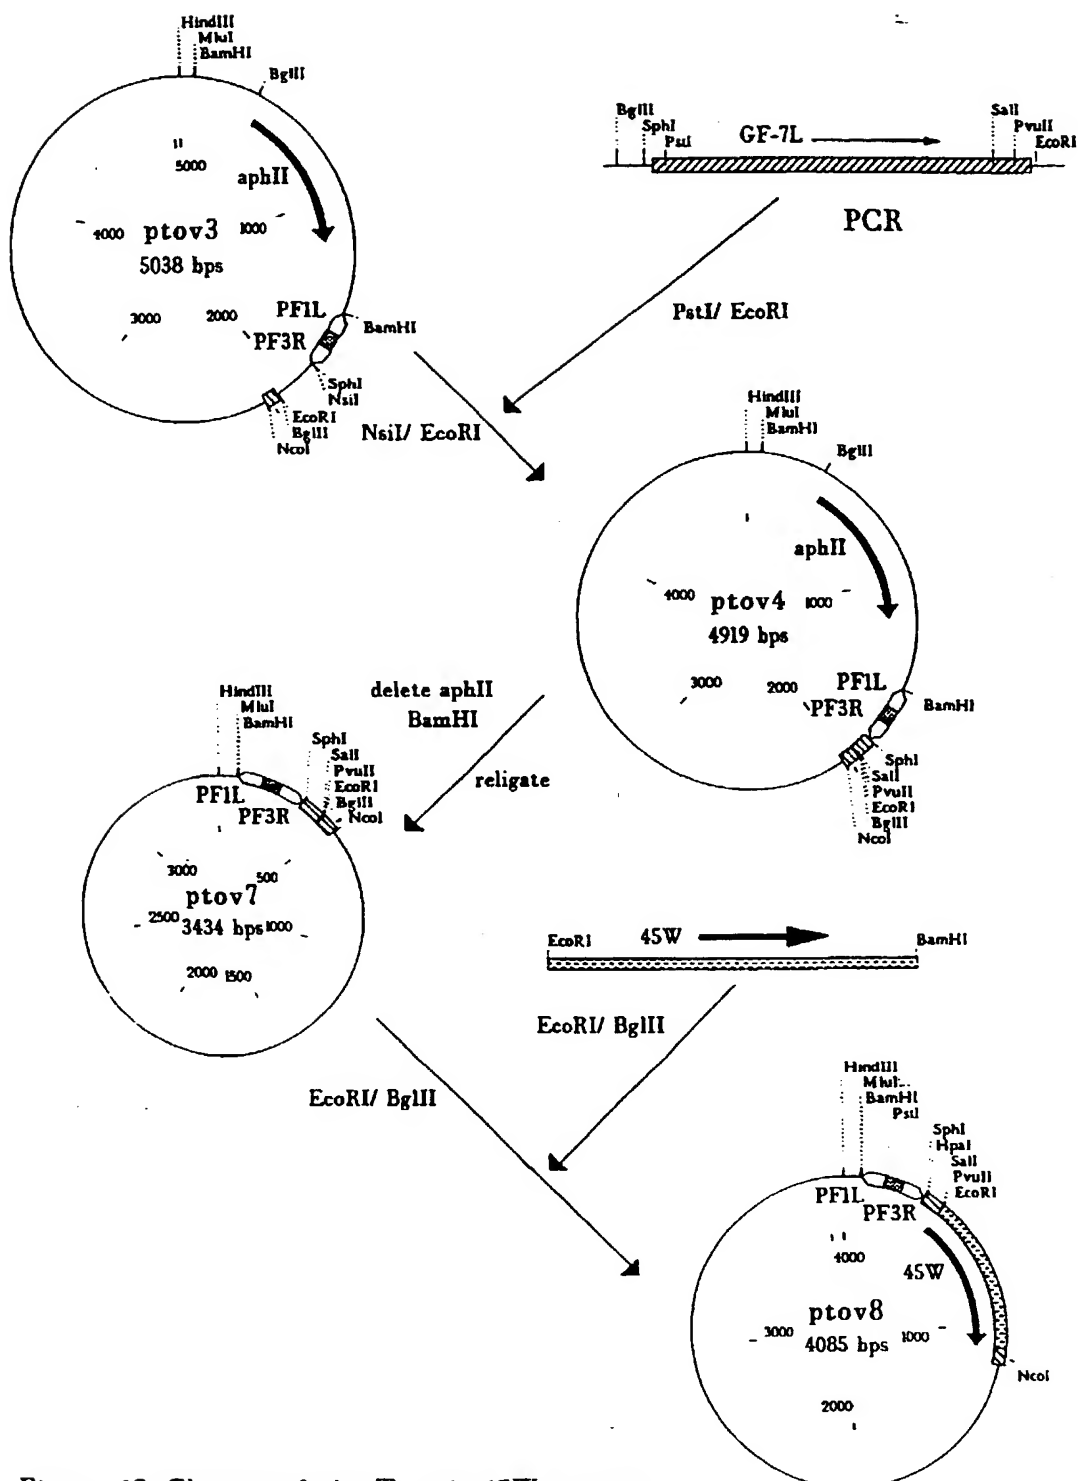 HindIII
MluI
BamHI
BglII
5000
aphII
4000 ptov3 1000
5038 bps
3000 2000
PF1L
PF3R
BamHI
SphI
NsiI
EcoRI
BglII
NcoI
BglII
SphI
PstI
GF-7L
SalI
PvuII
EcoRI
PCR
PstI/ EcoRI
NsiI/ EcoRI
HindIII
MluI
BamHI
BglII
aphII
4000 ptov4 1000
4919 bps
3000 2000
PF1L
PF3R
BamHI
SphI
SalI
PvuII
EcoRI
BglII
NcoI
delete aphII
BamHI
religate
HindIII
MluI
BamHI
SphI
SalI
PvuII
EcoRI
BglII
NcoI
PF1L
PF3R
3000 500
ptov7
2500 3434 bps 1000
2000 1500
EcoRI 45W BamHI
EcoRI/ BglII
EcoRI/ BglII
HindIII
MluI
BamHI
PstI
SphI
HpaI
SalI
PvuII
EcoRI
PF1L
PF3R
4000
45W
ptov8
3000 4085 bps 1000
2000
NcoI